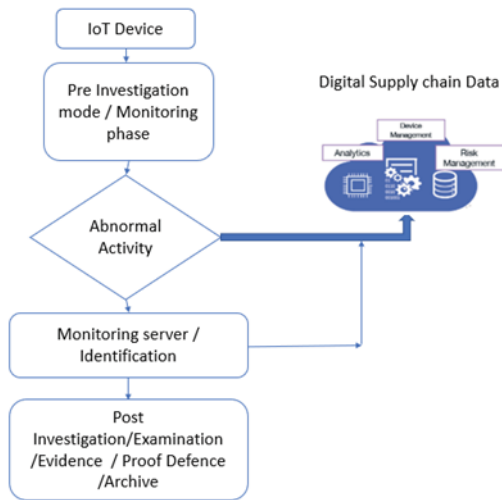 IoT Device
Pre Investigation
mode / Monitoring
phase
Digital Supply chain Data
Device
Management
Analytics
Risk
Management
Abnormal
Activity
Monitoring server /
Identification
Post
Investigation/Examination
/Evidence / Proof Defence
/Archive